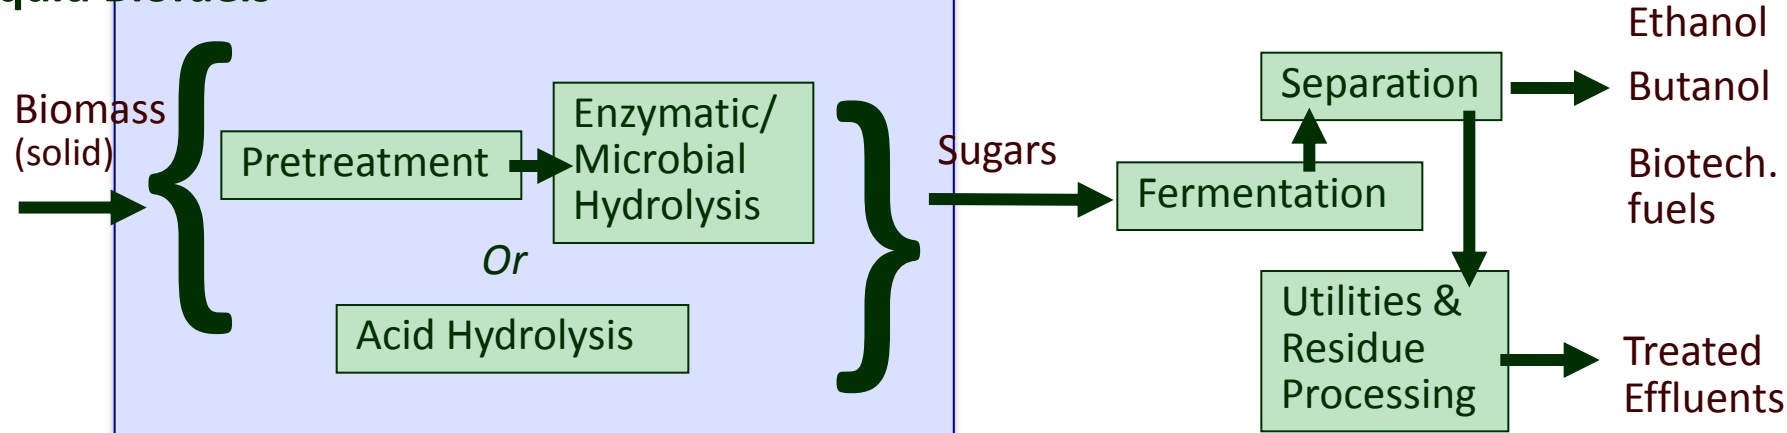 Biomass
(solid)
Pretreatment
Enzymatic/
Microbial
Hydrolysis
Or
Acid Hydrolysis
Sugars
Fermentation
Separation
Ethanol
Butanol
Biotech.
fuels
Utilities &
Residue
Processing
Treated
Effluents